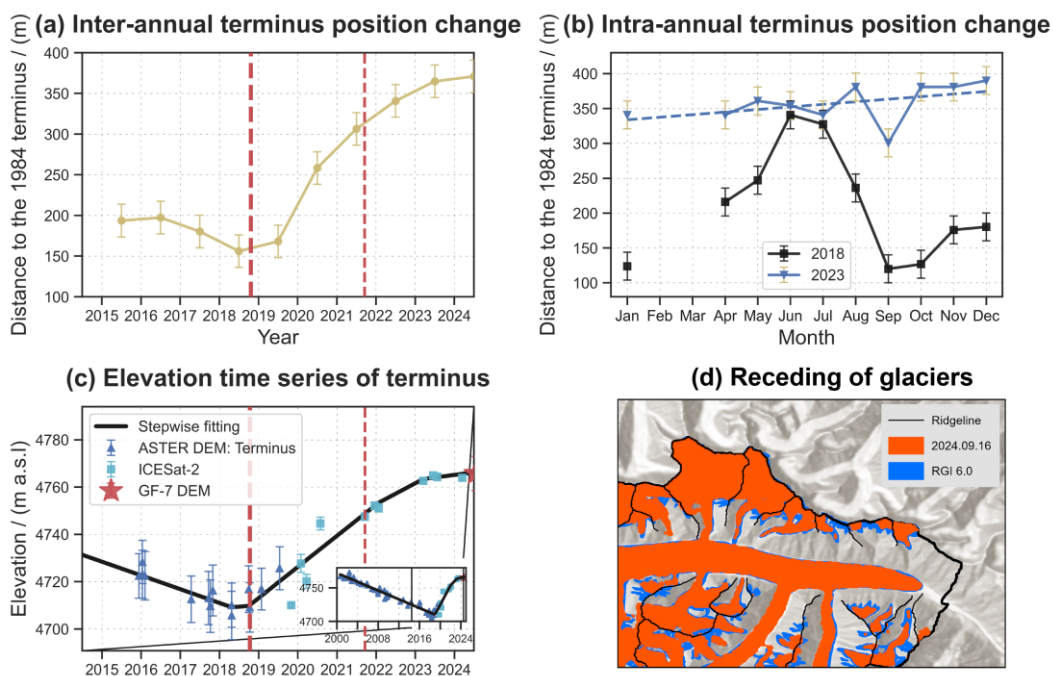 (a) Inter-annual terminus position change
Distance to the 1984 terminus / (m)
400
350
300
250
200
150
100
2015 2016 2017 2018 2019 2020 2021 2022 2023 2024
Year
(b) Intra-annual terminus position change
Distance to the 1984 terminus / (m)
400
350
300
250
200
150
100
2018
2023
Jan Feb Mar Apr May Jun Jul Aug Sep Oct Nov Dec
Month
(c) Elevation time series of terminus
Elevation / (m a.s.l)
4780
4760
4740
4720
4700
Stepwise fitting
ASTER DEM: Terminus
ICESat-2
GF-7 DEM
4750
4700
2000 2008 2016 2024
2015 2016 2017 2018 2019 2020 2021 2022 2023 2024
(d) Receding of glaciers
Ridgeline
2024.09.16
RGI 6.0